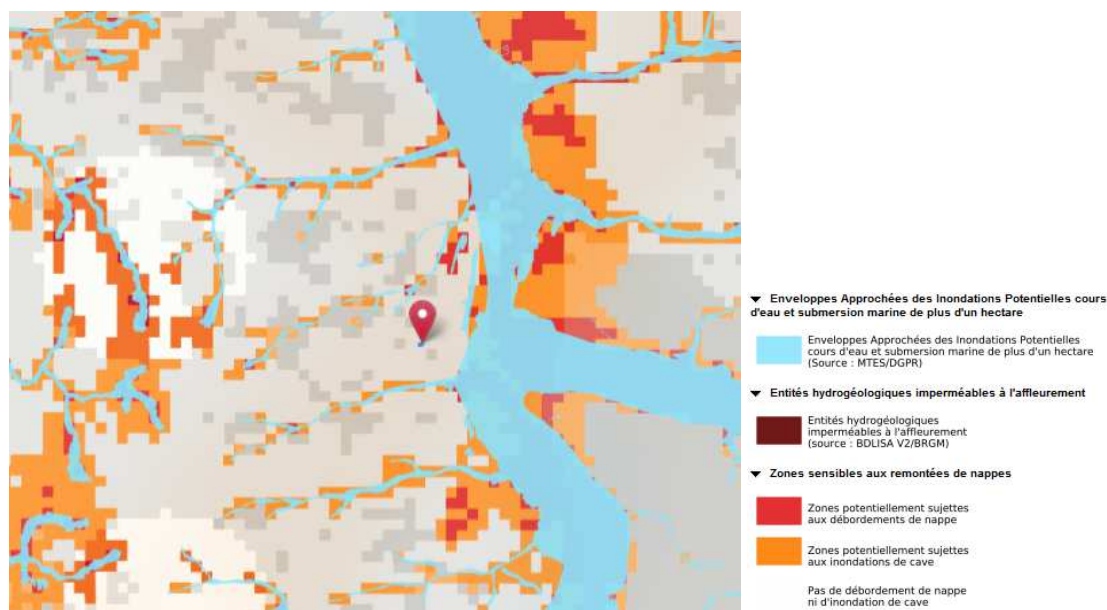 ▼ Enveloppes Approchées des Inondations Potentielles cours
d'eau et submersion marine de plus d'un hectare
Enveloppes Approchées des Inondations Potentielles
cours d'eau et submersion marine de plus d'un hectare
(Source : MTES/DGPR)
▼ Entités hydrogéologiques imperméables à l'affleurement
Entités hydrogéologiques
imperméables à l'affleurement
(source : BDLISA V2/BRGM)
▼ Zones sensibles aux remontées de nappes
Zones potentiellement sujettes
aux débordements de nappe
Zones potentiellement sujettes
aux inondations de cave
Pas de débordement de nappe
ni d'inondation de cave